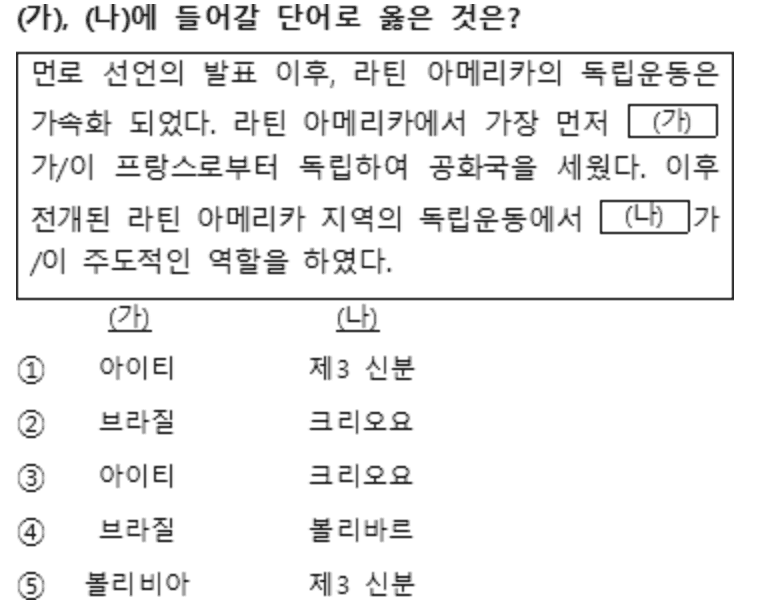 (가), (나)에 들어갈 단어로 옳은 것은?
먼로 선언의 발표 이후, 라틴 아메리카의 독립운동은
가속화 되었다. 라틴 아메리카에서 가장 먼저 (가)
가/이 프랑스로부터 독립하여 공화국을 세웠다. 이후
전개된 라틴 아메리카 지역의 독립운동에서 (나) 가
/이 주도적인 역할을 하였다.
(가) (나)
① 아이티 제3 신분
② 브라질 크리오요
③ 아이티 크리오요
④ 브라질 볼리바르
⑤ 볼리비아 제3 신분